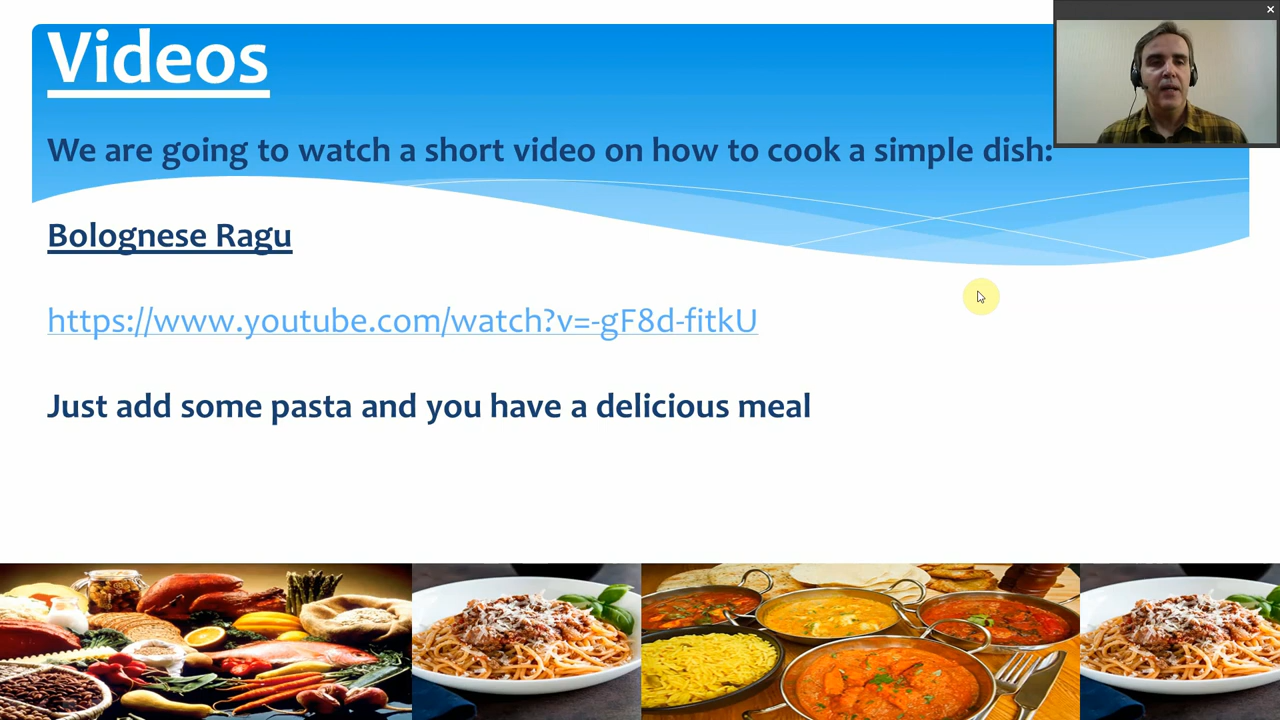 Videos
We are going to watch a short video on how to cook a simple dish:
Bolognese Ragu
https://www.youtube.com/watch?v=-gF8d-fitkU
Just add some pasta and you have a delicious meal